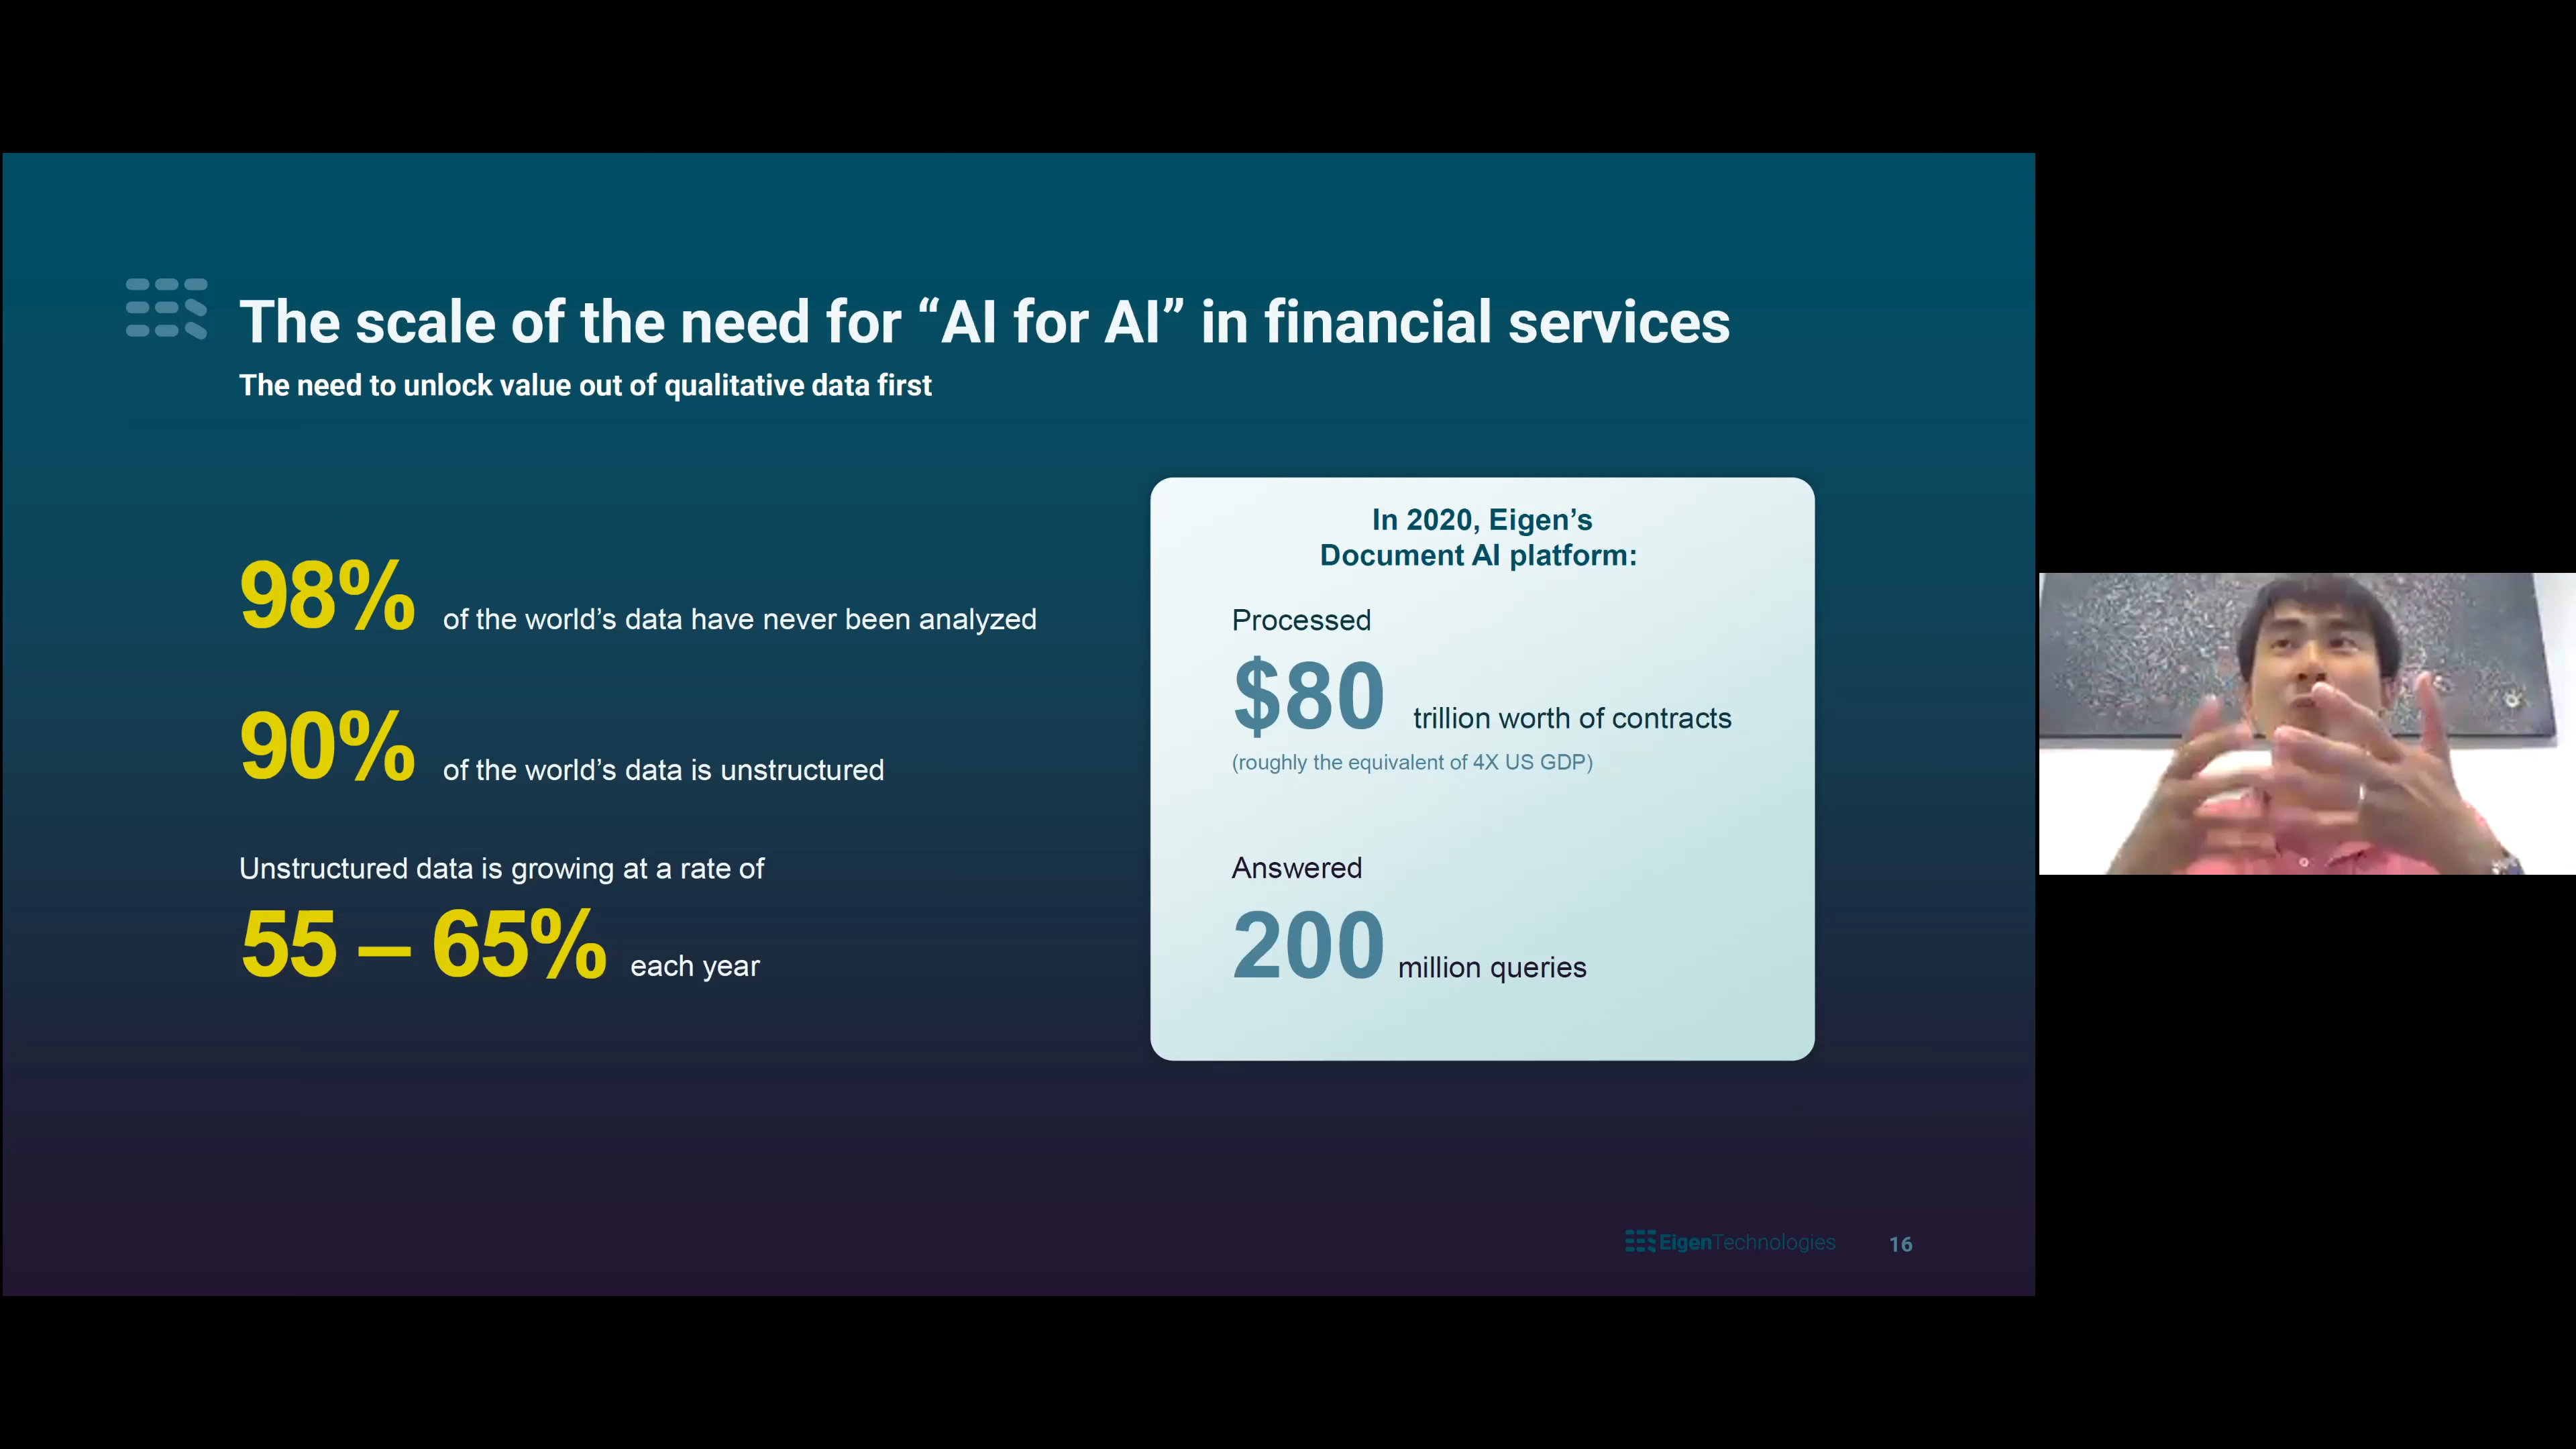 The scale of the need for “AI for AI” in financial services
The need to unlock value out of qualitative data first
98% of the world’s data have never been analyzed
90% of the world’s data is unstructured
Unstructured data is growing at a rate of
55 – 65% each year
In 2020, Eigen’s
Document AI platform:
Processed
$80 trillion worth of contracts
(roughly the equivalent of 4X US GDP)
Answered
200 million queries
EigenTechnologies 16